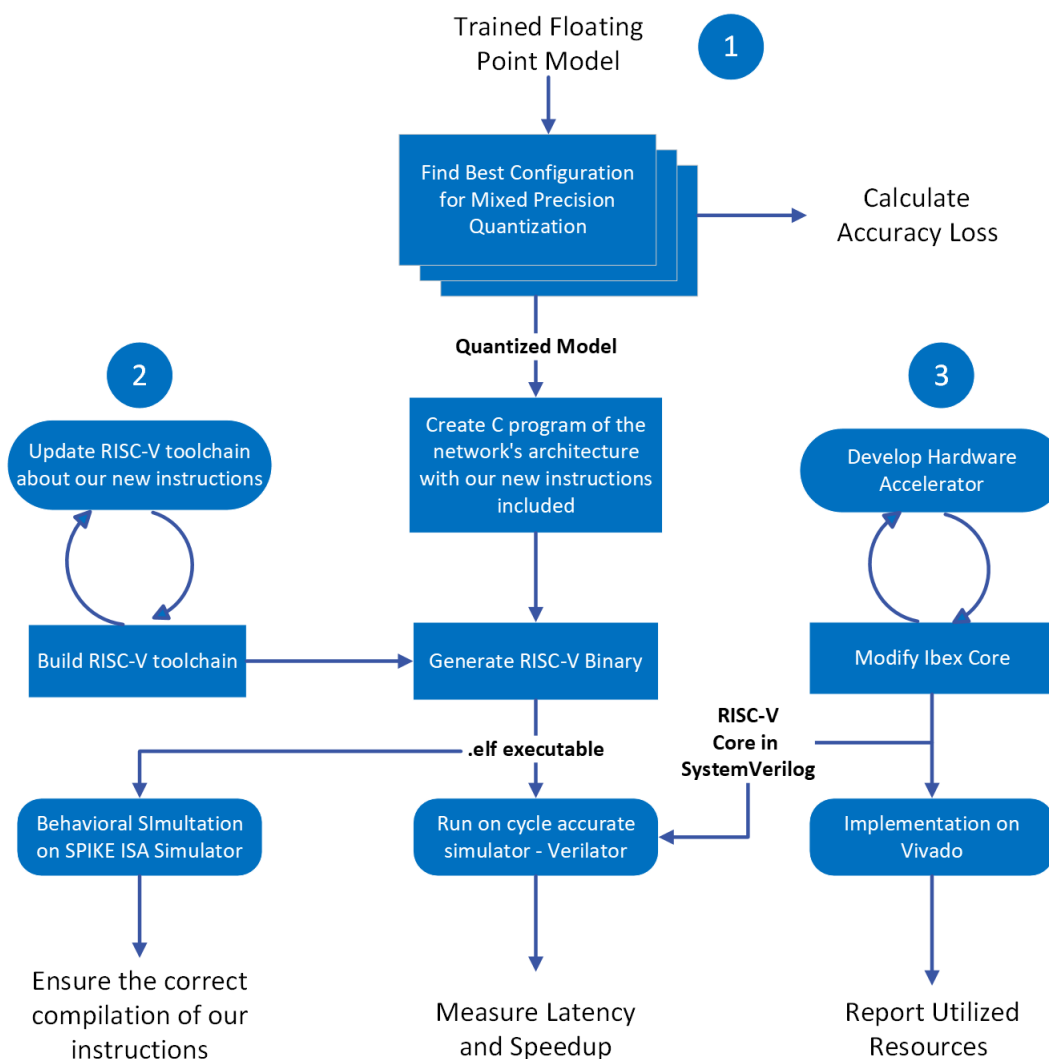 Trained Floating
Point Model
1
Find Best Configuration
for Mixed Precision
Quantization
Calculate
Accuracy Loss
Quantized Model
2
3
Update RISC-V toolchain
about our new instructions
Create C program of the
network's architecture
with our new instructions
included
Develop Hardware
Accelerator
Build RISC-V toolchain
Generate RISC-V Binary
Modify Ibex Core
.elf executable
RISC-V
Core in
SystemVerilog
Behavioral SImultation
on SPIKE ISA Simulator
Run on cycle accurate
simulator - Verilator
Implementation on
Vivado
Ensure the correct
compilation of our
instructions
Measure Latency
and Speedup
Report Utilized
Resources